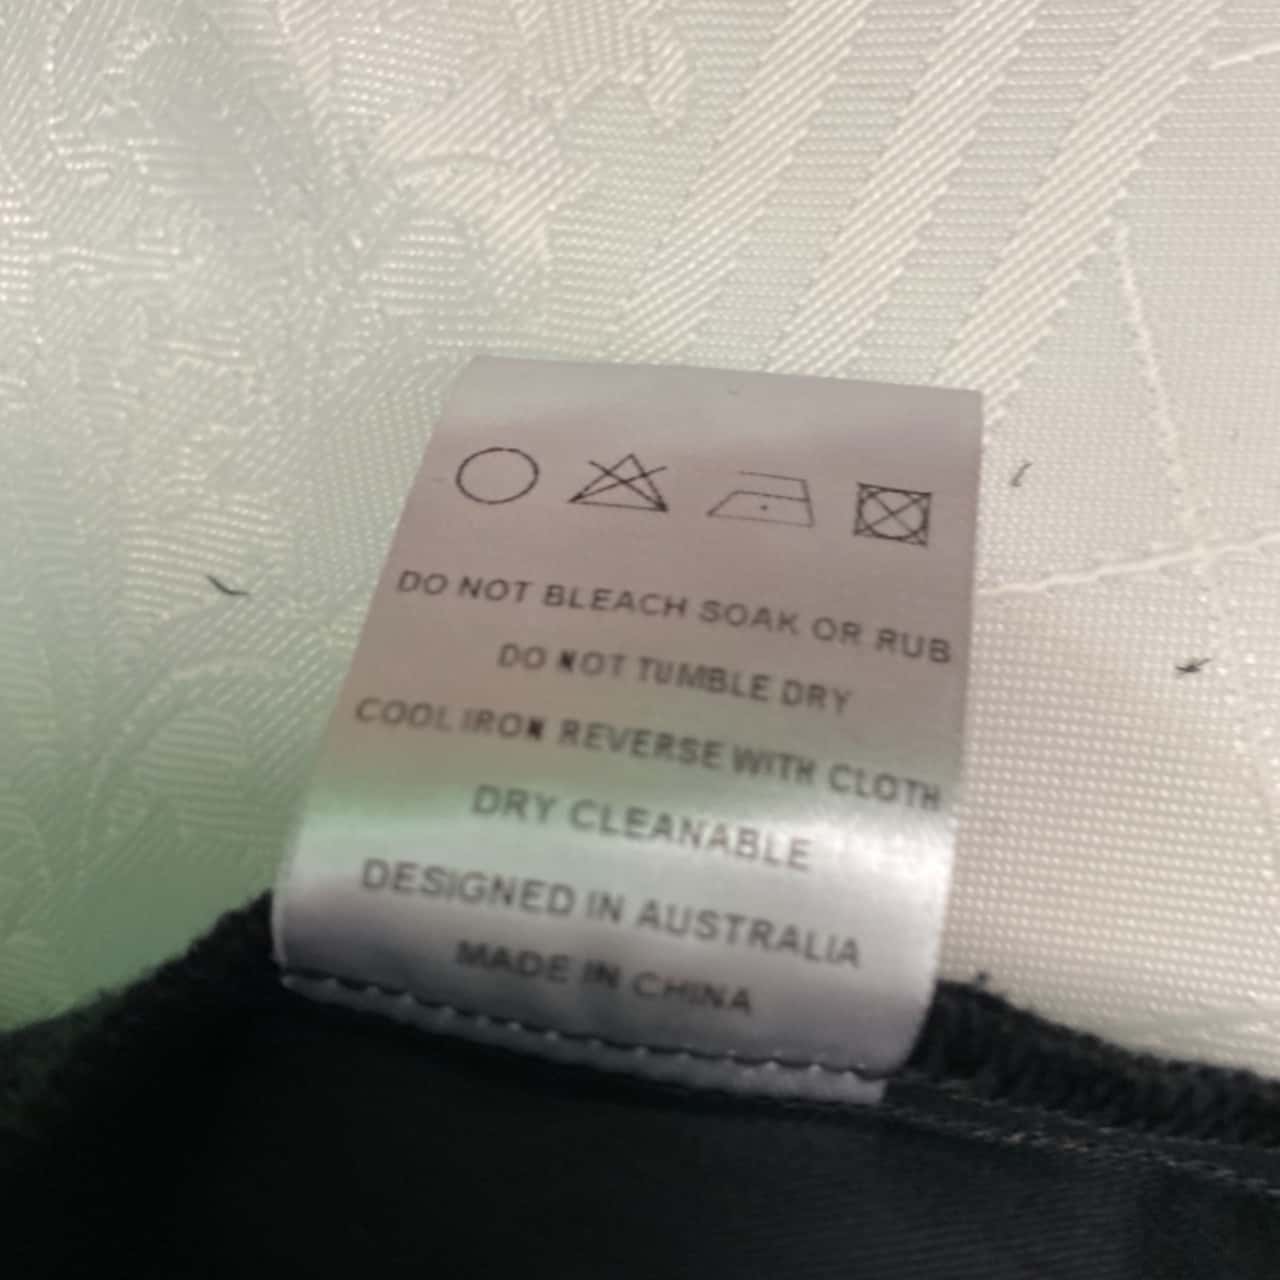 DO NOT BLEACH SOAK OR RUB
DO NOT TUMBLE DRY
COOL IRON REVERSE WITH CLOTH
DRY CLEANABLE
DESIGNED IN AUSTRALIA
MADE IN CHINA